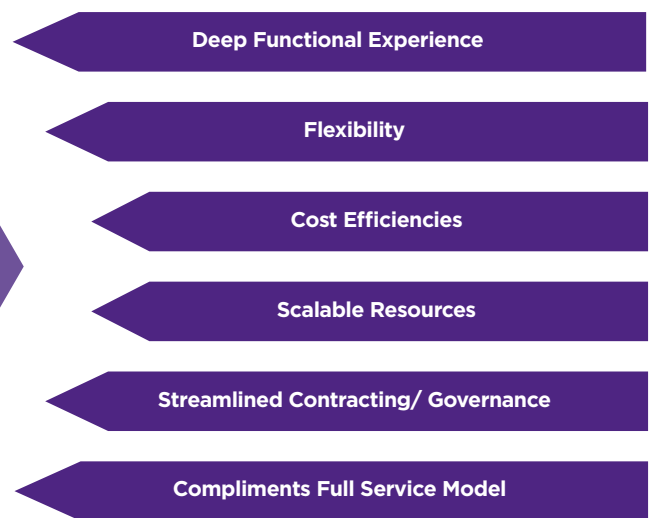 Deep Functional Experience
Flexibility
Cost Efficiencies
Scalable Resources
Streamlined Contracting/ Governance
Compliments Full Service Model